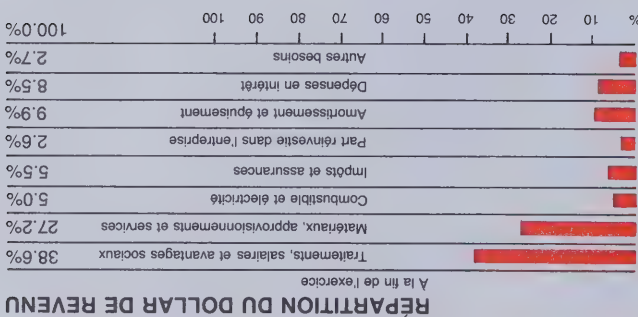 RÉPARTITION DU DOLLAR DE REVENU
À la fin de l'exercice
Traitements, salaires et avantages sociaux 38.6%
Matériaux, approvisionnements et services 27.2%
Combustible et électricité 5.0%
Impôts et assurances 5.5%
Part réinvestie dans l'entreprise 2.6%
Amortissement et épuisement 9.9%
Dépenses en intérêt 8.5%
Autres besoins 2.7%
% 10 20 30 40 50 60 70 80 90 100 100.0%